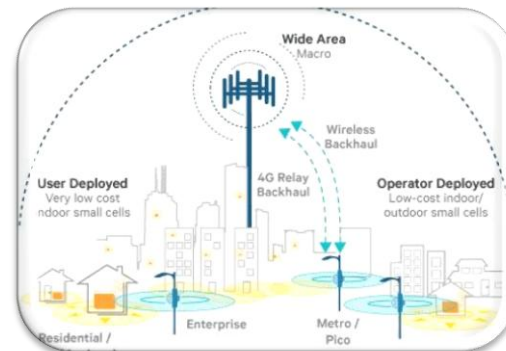 Wide Area
Macro
Wireless
Backhaul
4G Relay
Backhaul
User Deployed
Very low cost
indoor small cells
Operator Deployed
Low-cost indoor/
outdoor small cells
Enterprise
Metro /
Pico
Residential /